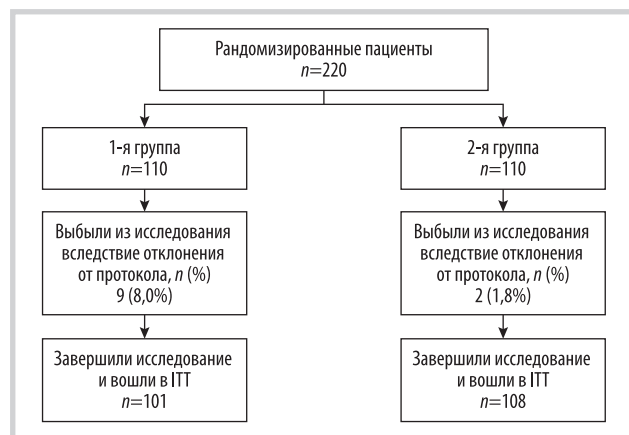 Рандомизированные пациенты
n=220
1-я группа
n=110
2-я группа
n=110
Выбыли из исследования
вследствие отклонения
от протокола, n (%)
9 (8,0%)
Выбыли из исследования
вследствие отклонения
от протокола, n (%)
2 (1,8%)
Завершили исследование
и вошли в ITT
n=101
Завершили исследование
и вошли в ITT
n=108